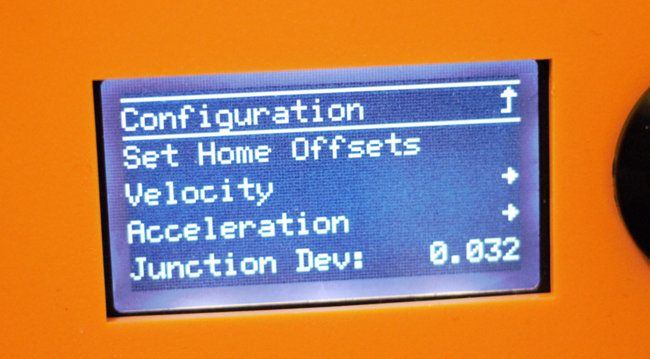 Configuration
Set Home Offsets
Velocity
Acceleration
Junction Dev: 0.032